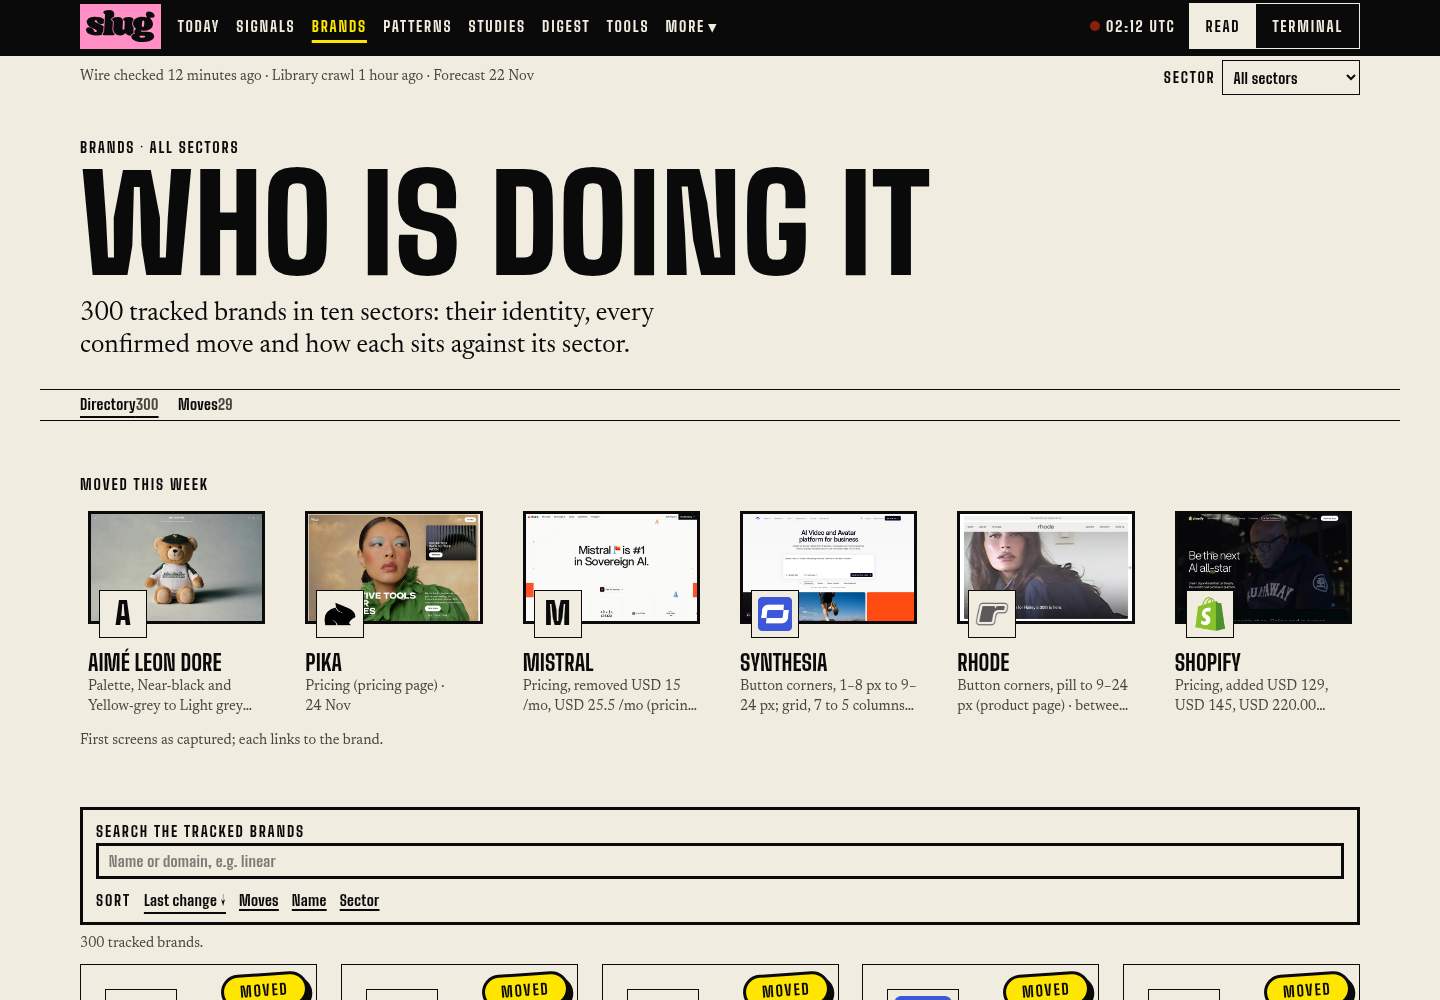 slug TODAY SIGNALS BRANDS PATTERNS STUDIES DIGEST TOOLS MORE ▾ 02:12 UTC READ TERMINAL
Wire checked 12 minutes ago · Library crawl 1 hour ago · Forecast 22 Nov SECTOR All sectors
BRANDS · ALL SECTORS
WHO IS DOING IT
300 tracked brands in ten sectors: their identity, every
confirmed move and how each sits against its sector.
Directory300 Moves29
MOVED THIS WEEK
Mistral is #1
in Sovereign AI.
AI Video and Avatar
platform for business
rhode
Be the next
AI all-star
A
M
AIMÉ LEON DORE
Palette, Near-black and
Yellow-grey to Light grey...
PIKA
Pricing (pricing page) ·
24 Nov
MISTRAL
Pricing, removed USD 15
/mo, USD 25.5 /mo (pricin...
SYNTHESIA
Button corners, 1–8 px to 9–
24 px; grid, 7 to 5 columns...
RHODE
Button corners, pill to 9–24
px (product page) · betwee...
SHOPIFY
Pricing, added USD 129,
USD 145, USD 220.00...
First screens as captured; each links to the brand.
SEARCH THE TRACKED BRANDS
Name or domain, e.g. linear
SORT Last change ↓ Moves Name Sector
300 tracked brands.
MOVED MOVED MOVED MOVED MOVED